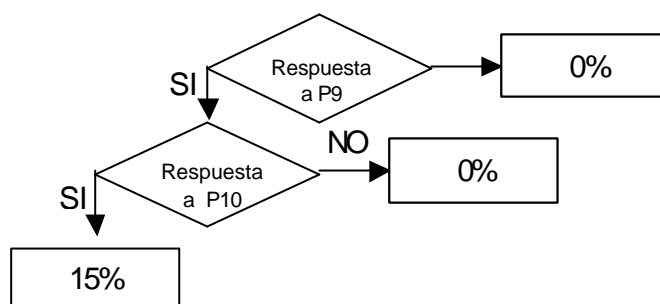 Respuesta
a P9
0%
SI
NO
Respuesta
a P10
0%
SI
15%